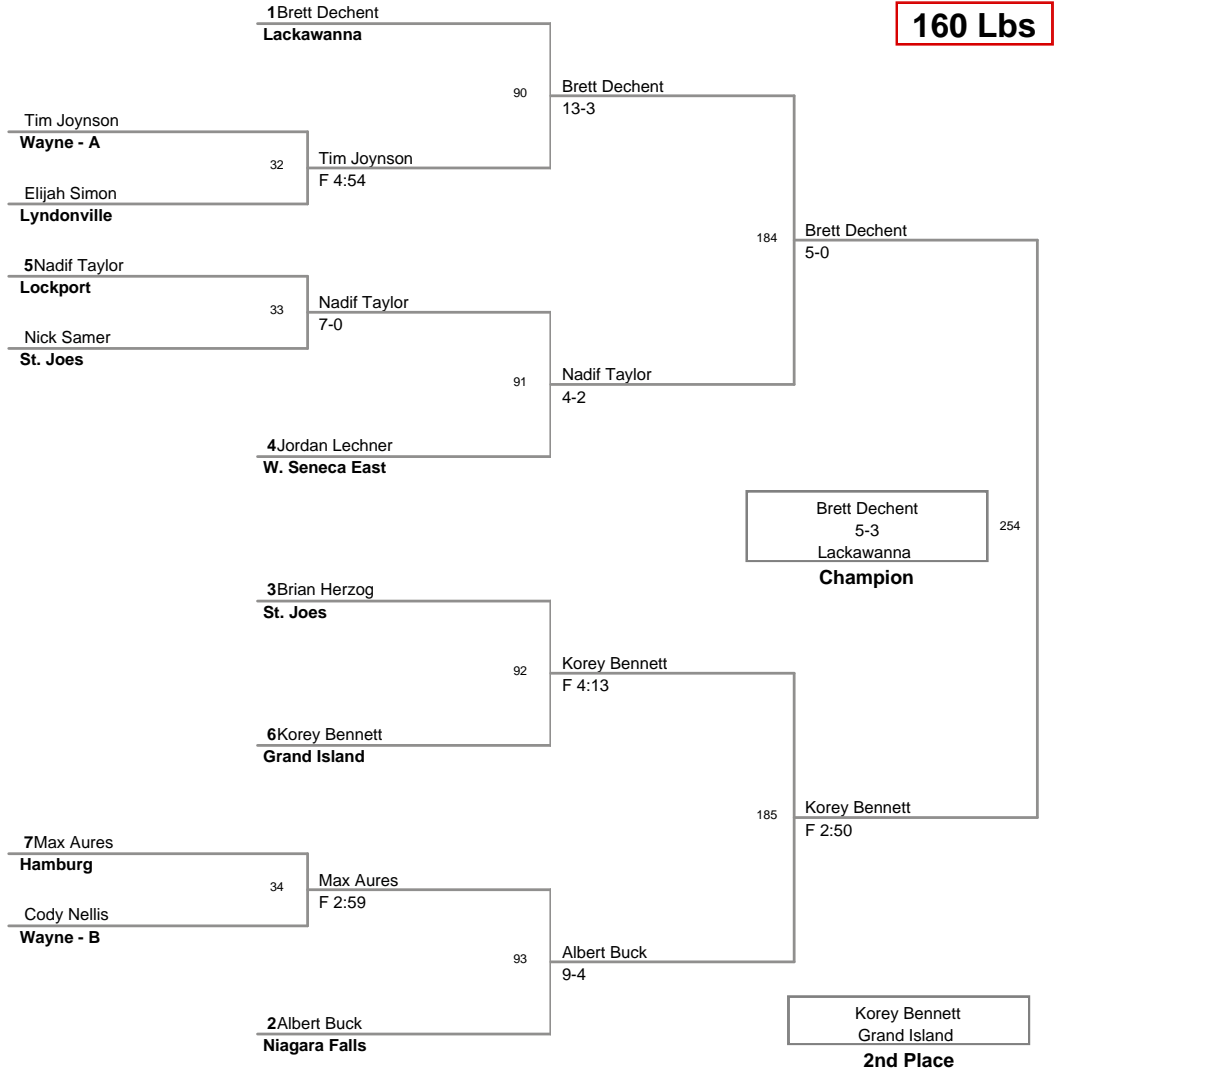 1Brett Dechent
Lackawanna
160 Lbs
90
Brett Dechent
13-3
Tim Joynson
Wayne - A
32
Tim Joynson
F 4:54
Elijah Simon
Lyndonville
184
Brett Dechent
5-0
5Nadif Taylor
Lockport
33
Nadif Taylor
7-0
Nick Samer
St. Joes
91
Nadif Taylor
4-2
4Jordan Lechner
W. Seneca East
Brett Dechent
5-3
Lackawanna
254
Champion
3Brian Herzog
St. Joes
92
Korey Bennett
F 4:13
6Korey Bennett
Grand Island
185
Korey Bennett
F 2:50
7Max Aures
Hamburg
34
Max Aures
F 2:59
Cody Nellis
Wayne - B
93
Albert Buck
9-4
2Albert Buck
Niagara Falls
Korey Bennett
Grand Island
2nd Place